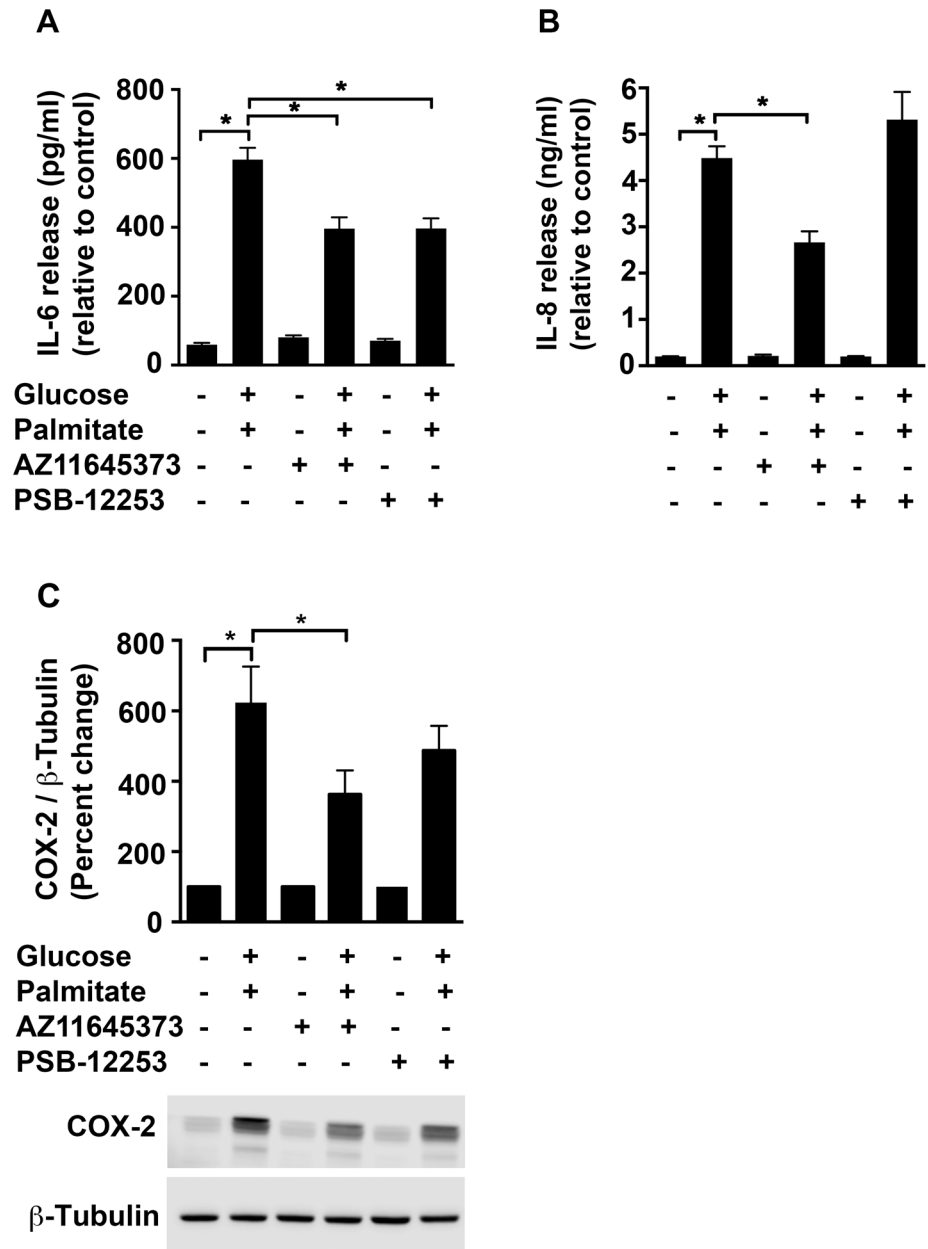 A
IL-6 release (pg/ml)
(relative to control)
800
600
400
200
0
* * *
Glucose - + - + - +
Palmitate - + - + - +
AZ11645373 - - + + - -
PSB-12253 - - - - + +
B
IL-8 release (ng/ml)
(relative to control)
6
5
4
3
2
1
0
* *
- + - + - +
- + - + - +
- - + + - -
- - - - + +
C
COX-2 / β-Tubulin
(Percent change)
800
600
400
200
0
* *
Glucose - + - + - +
Palmitate - + - + - +
AZ11645373 - - + + - -
PSB-12253 - - - - + +
COX-2
β-Tubulin